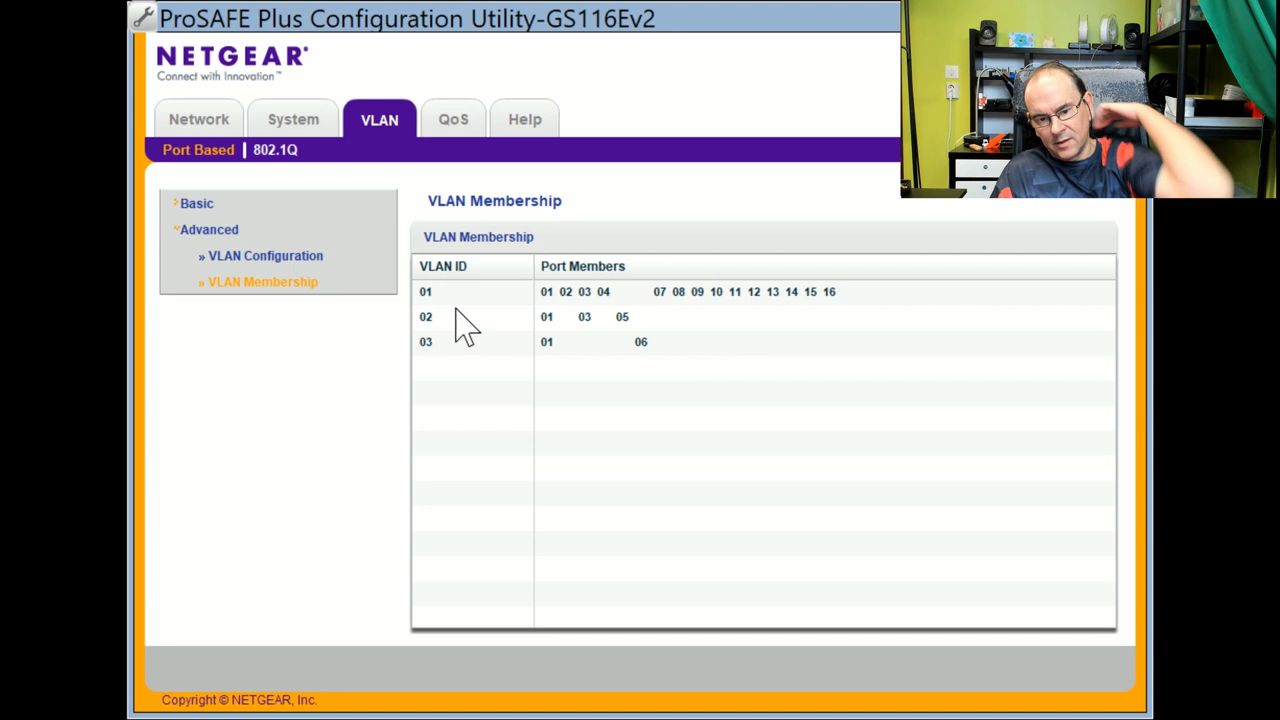 ProSAFE Plus Configuration Utility-GS116Ev2
NETGEAR®
Connect with Innovation™
Network System VLAN QoS Help
Port Based | 802.1Q
Basic
Advanced
» VLAN Configuration
» VLAN Membership
VLAN Membership
VLAN Membership
VLAN ID Port Members
01 01 02 03 04 07 08 09 10 11 12 13 14 15 16
02 01 03 05
03 01 06
Copyright © NETGEAR, Inc.